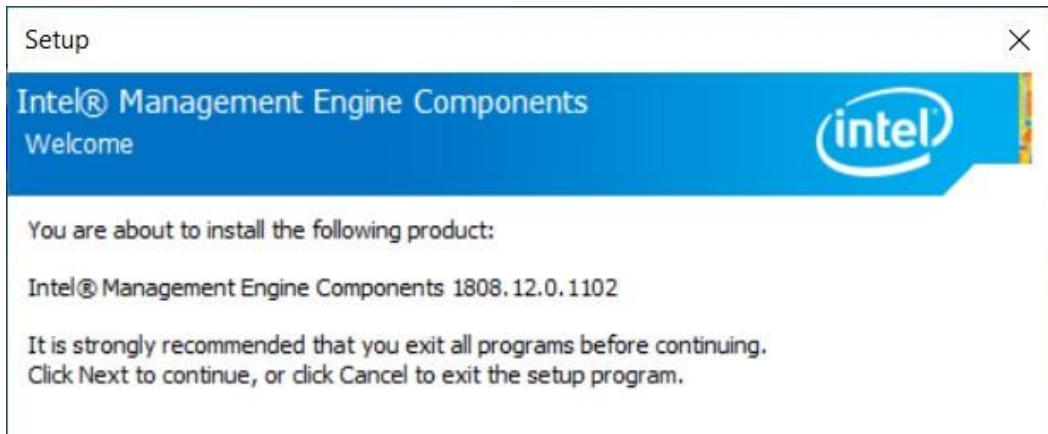 Setup
Intel® Management Engine Components
Welcome
intel
You are about to install the following product:
Intel® Management Engine Components 1808.12.0.1102
It is strongly recommended that you exit all programs before continuing.
Click Next to continue, or click Cancel to exit the setup program.